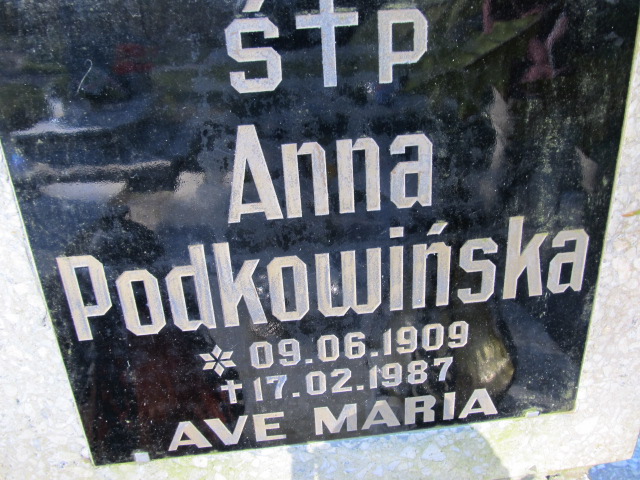 Ś†P
Anna
Podkowińska
* 09.06.1909
† 17.02.1987
AVE MARIA